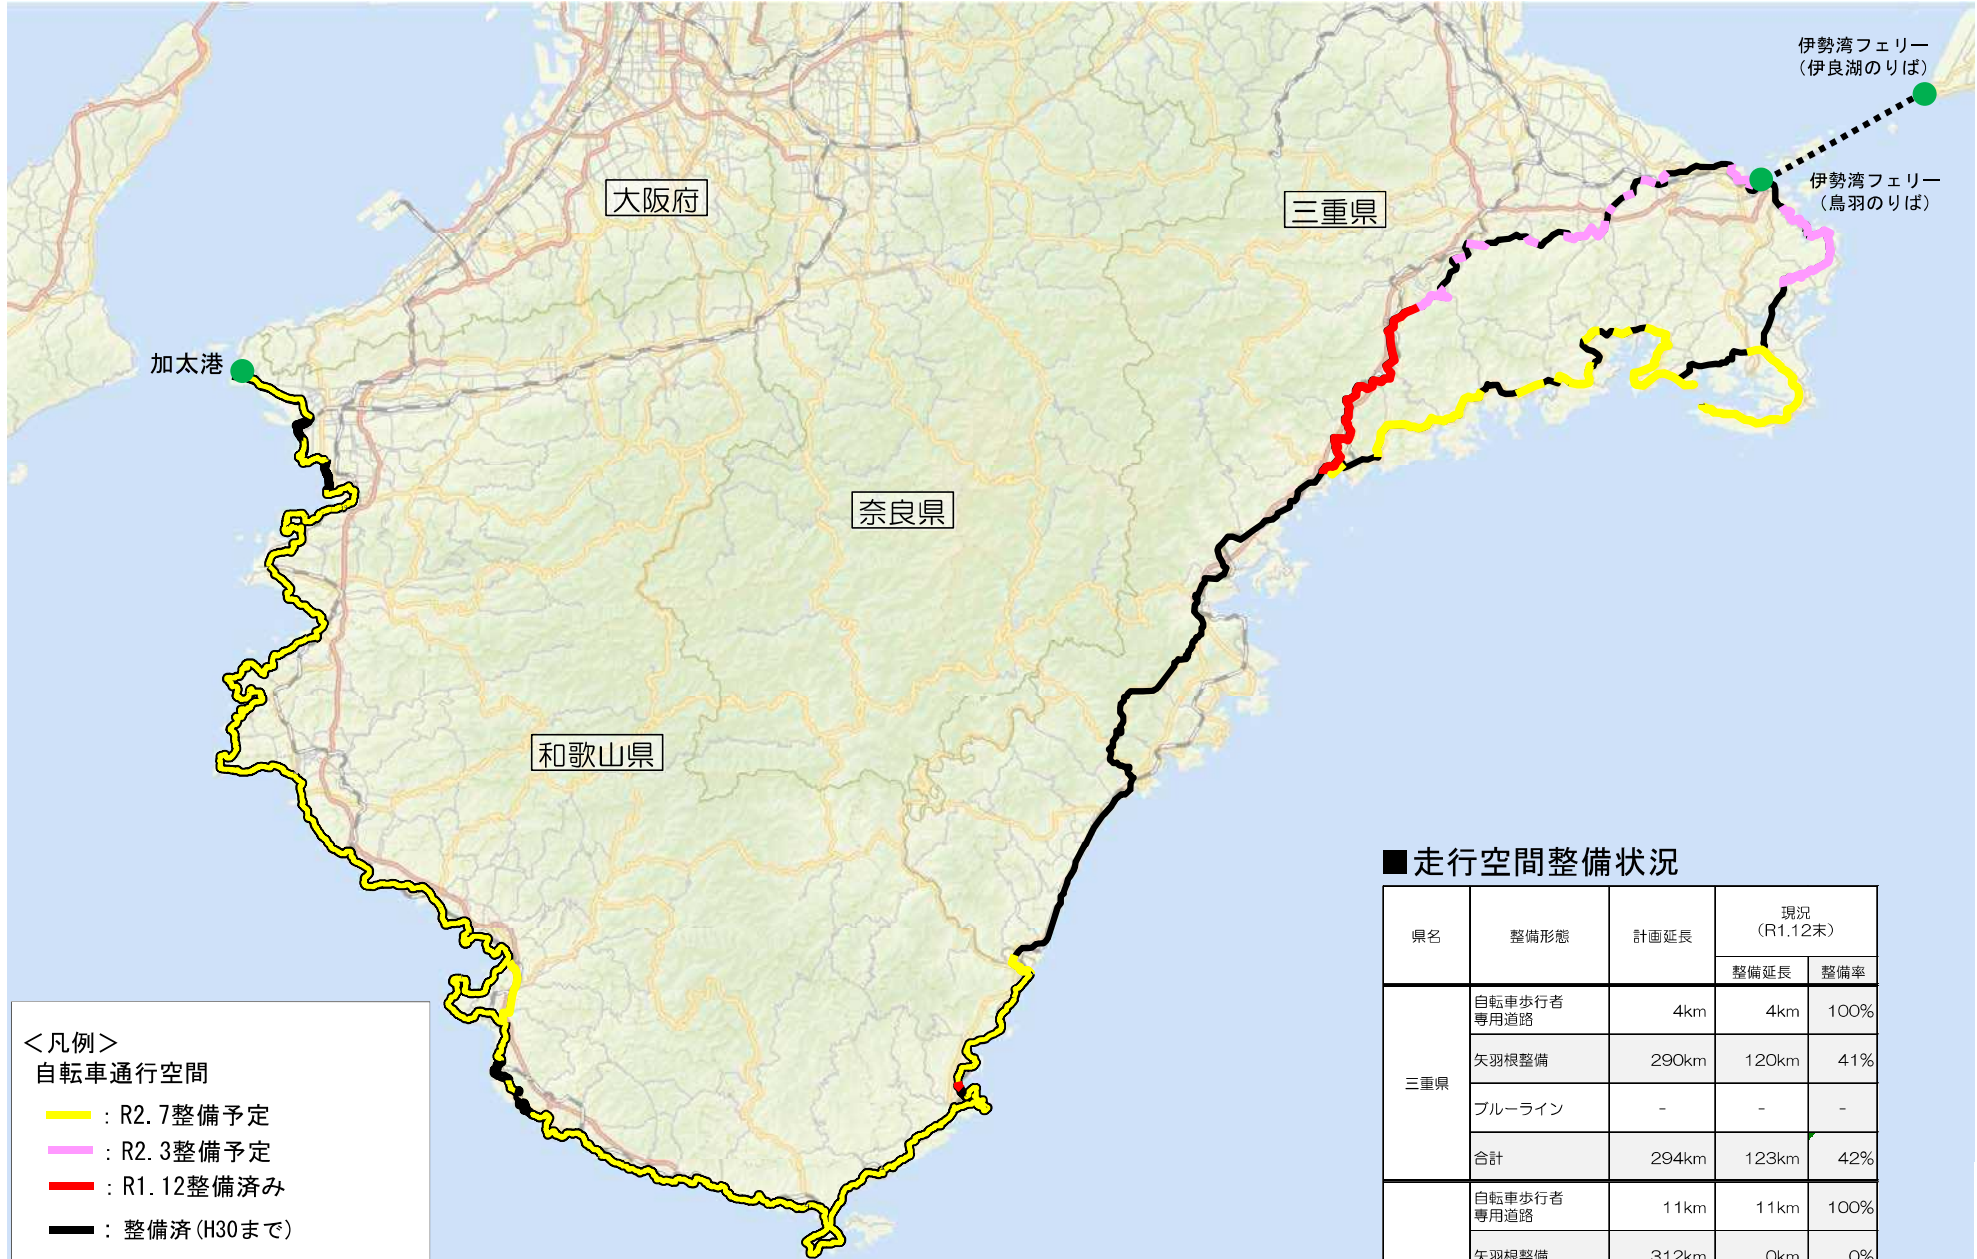 伊勢湾フェリー
(伊良湖のりば)
伊勢湾フェリー
(鳥羽のりば)
大阪府
三重県
加太港
奈良県
和歌山県
<凡例>
自転車通行空間
：R2.7整備予定
：R2.3整備予定
：R1.12整備済み
：整備済(H30まで)
■走行空間整備状況
県名 整備形態 計画延長 現況
(R1.12末)
整備延長 整備率
三重県
自転車歩行者
専用道路 4km 4km 100%
矢羽根整備 290km 120km 41%
ブルーライン - - -
合計 294km 123km 42%
自転車歩行者
専用道路 11km 11km 100%
矢羽根整備 312km 0km 0%